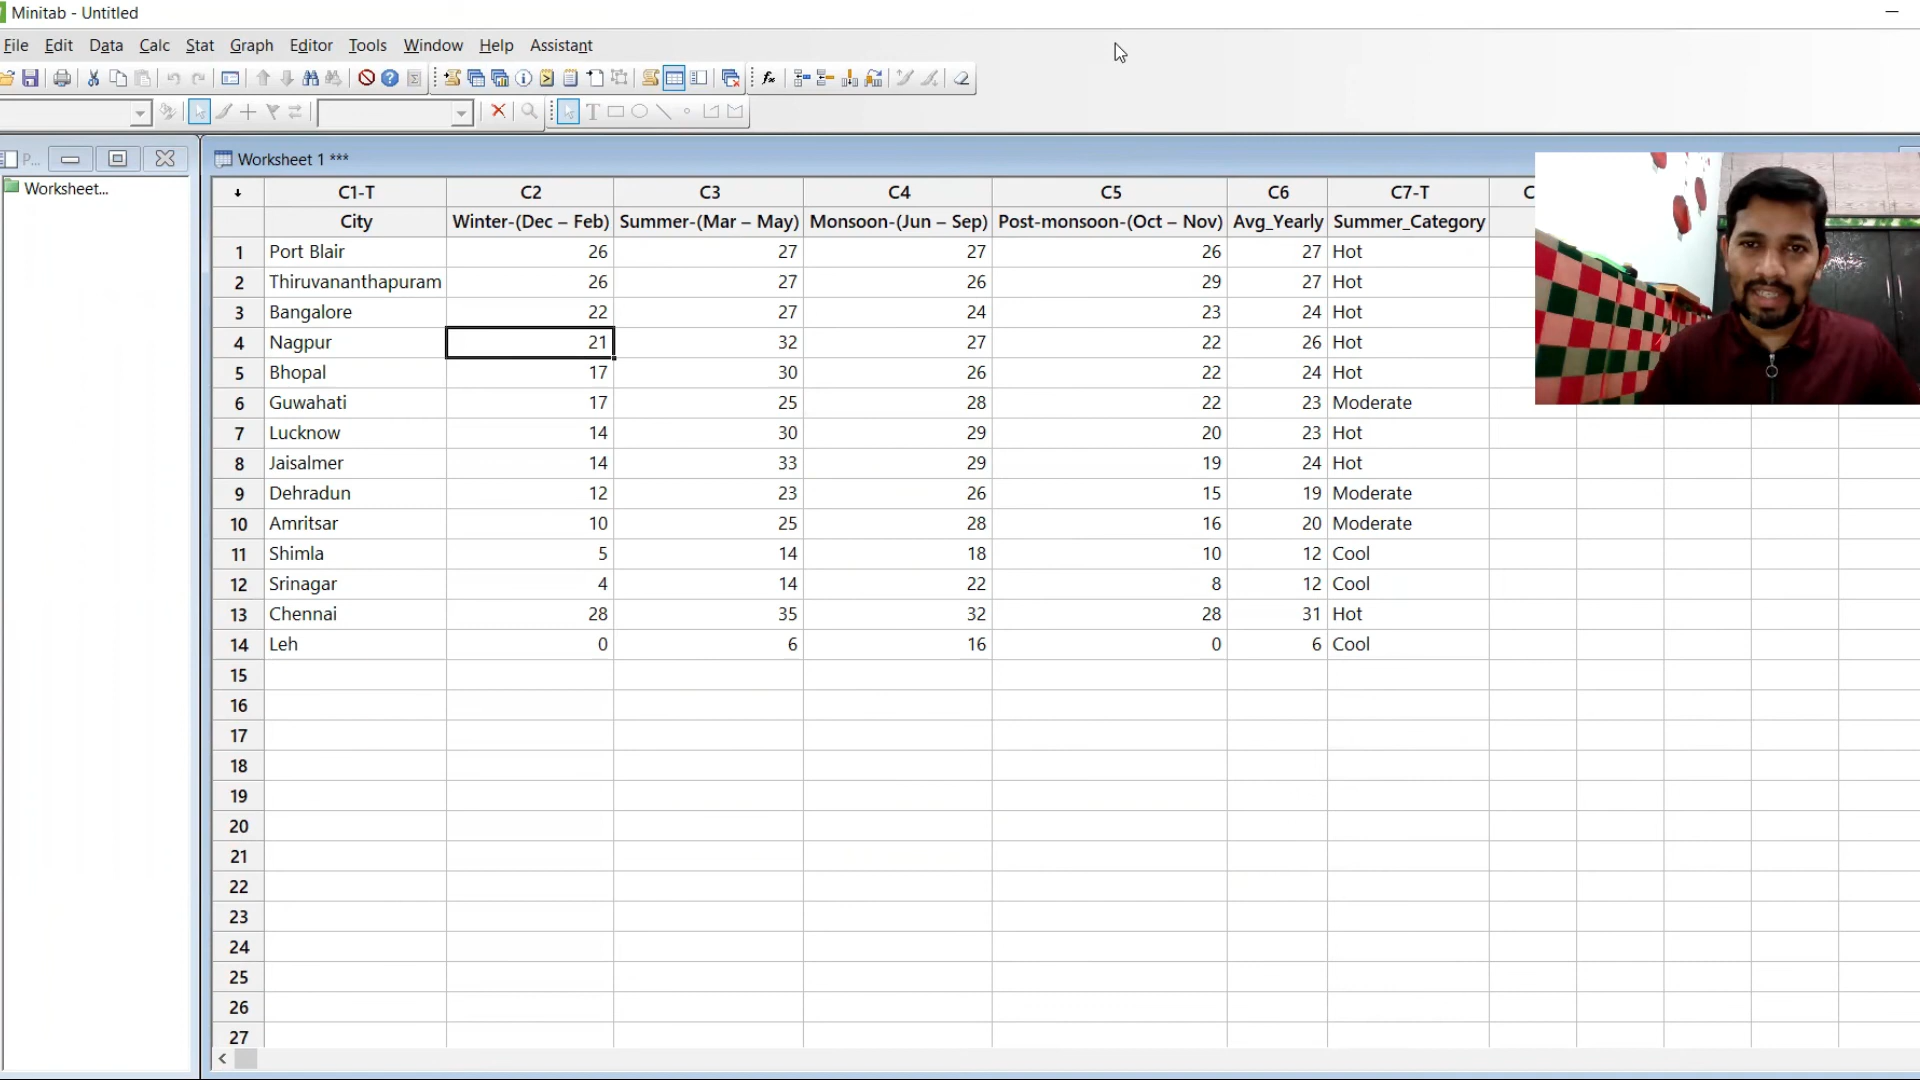 Minitab - Untitled
File Edit Data Calc Stat Graph Editor Tools Window Help Assistant
P...
Worksheet...
Worksheet 1 ***
C1-T C2 C3 C4 C5 C6 C7-T
City Winter-(Dec – Feb) Summer-(Mar – May) Monsoon-(Jun – Sep) Post-monsoon-(Oct – Nov) Avg_Yearly Summer_Category
1 Port Blair 26 27 27 26 27 Hot
2 Thiruvananthapuram 26 27 26 29 27 Hot
3 Bangalore 22 27 24 23 24 Hot
4 Nagpur 21 32 27 22 26 Hot
5 Bhopal 17 30 26 22 24 Hot
6 Guwahati 17 25 28 22 23 Moderate
7 Lucknow 14 30 29 20 23 Hot
8 Jaisalmer 14 33 29 19 24 Hot
9 Dehradun 12 23 26 15 19 Moderate
10 Amritsar 10 25 28 16 20 Moderate
11 Shimla 5 14 18 10 12 Cool
12 Srinagar 4 14 22 8 12 Cool
13 Chennai 28 35 32 28 31 Hot
14 Leh 0 6 16 0 6 Cool
15
16
17
18
19
20
21
22
23
24
25
26
27